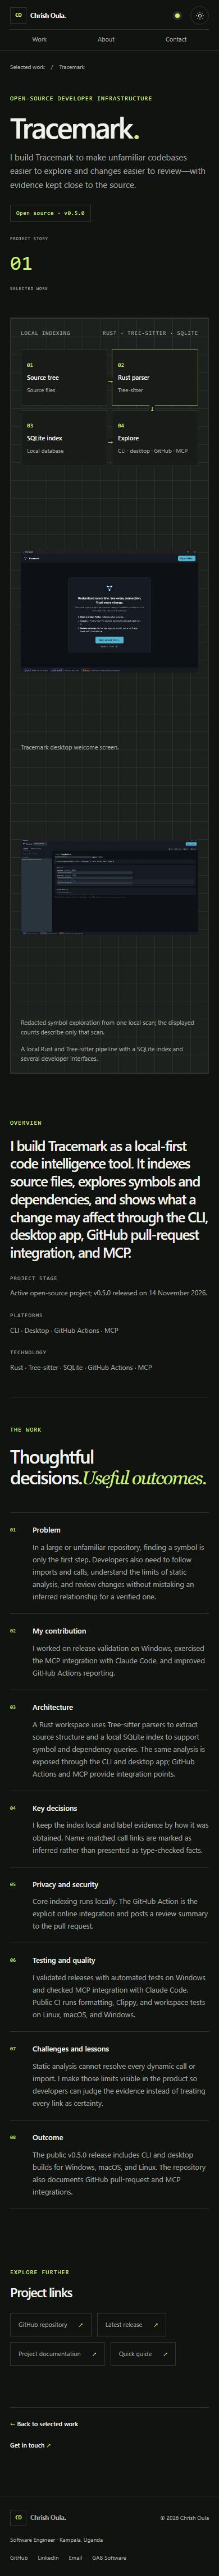 CO Chrish Oula.
Work About Contact
Selected work / Tracemark
OPEN-SOURCE DEVELOPER INFRASTRUCTURE
Tracemark.
I build Tracemark to make unfamiliar codebases
easier to explore and changes easier to review—with
evidence kept close to the source.
Open source · v0.5.0
PROJECT STORY
01
SELECTED WORK
LOCAL INDEXING RUST · TREE-SITTER · SQLITE
01
Source tree
Source files
→
02
Rust parser
Tree-sitter
↓
03
SQLite index
Local database
→
04
Explore
CLI · desktop · GitHub · MCP
Understand every line. See every connection.
Trust every change.
Tracemark desktop welcome screen.
Redacted symbol exploration from one local scan; the displayed
counts describe only that scan.
A local Rust and Tree-sitter pipeline with a SQLite index and
several developer interfaces.
OVERVIEW
I build Tracemark as a local-first
code intelligence tool. It indexes
source files, explores symbols and
dependencies, and shows what a
change may affect through the CLI,
desktop app, GitHub pull-request
integration, and MCP.
PROJECT STAGE
Active open-source project; v0.5.0 released on 14 November 2026.
PLATFORMS
CLI · Desktop · GitHub Actions · MCP
TECHNOLOGY
Rust · Tree-sitter · SQLite · GitHub Actions · MCP
THE WORK
Thoughtful
decisions. Useful outcomes.
01 Problem
In a large or unfamiliar repository, finding a symbol is
only the first step. Developers also need to follow
imports and calls, understand the limits of static
analysis, and review changes without mistaking an
inferred relationship for a verified one.
02 My contribution
I worked on release validation on Windows, exercised
the MCP integration with Claude Code, and improved
GitHub Actions reporting.
03 Architecture
A Rust workspace uses Tree-sitter parsers to extract
source structure and a local SQLite index to support
symbol and dependency queries. The same analysis is
exposed through the CLI and desktop app; GitHub
Actions and MCP provide integration points.
04 Key decisions
I keep the index local and label evidence by how it was
obtained. Name-matched call links are marked as
inferred rather than presented as type-checked facts.
05 Privacy and security
Core indexing runs locally. The GitHub Action is the
explicit online integration and posts a review summary
to the pull request.
06 Testing and quality
I validated releases with automated tests on Windows
and checked MCP integration with Claude Code.
Public CI runs formatting, Clippy, and workspace tests
on Linux, macOS, and Windows.
07 Challenges and lessons
Static analysis cannot resolve every dynamic call or
import. I make those limits visible in the product so
developers can judge the evidence instead of treating
every link as certainty.
08 Outcome
The public v0.5.0 release includes CLI and desktop
builds for Windows, macOS, and Linux. The repository
also documents GitHub pull-request and MCP
integrations.
EXPLORE FURTHER
Project links
GitHub repository ↗ Latest release ↗
Project documentation ↗ Quick guide ↗
← Back to selected work
Get in touch ↗
CO Chrish Oula. © 2026 Chrish Oula
Software Engineer · Kampala, Uganda
GitHub LinkedIn Email GAB Software